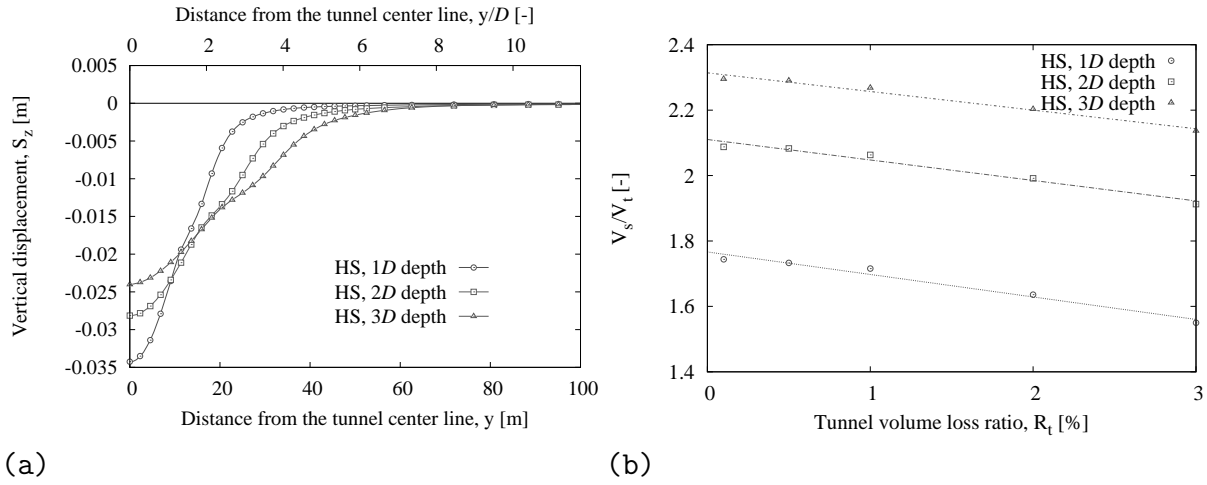 Distance from the tunnel center line, y/D [-]
0 2 4 6 8 10
0.005
0
-0.005
-0.01
-0.015
-0.02
-0.025
-0.03
-0.035
Vertical displacement, S_z [m]
HS, 1D depth
HS, 2D depth
HS, 3D depth
0 20 40 60 80 100
Distance from the tunnel center line, y [m]
(a)
2.4
2.2
2
1.8
1.6
1.4
V_s/V_t [-]
HS, 1D depth
HS, 2D depth
HS, 3D depth
0 1 2 3
Tunnel volume loss ratio, R_t [%]
(b)